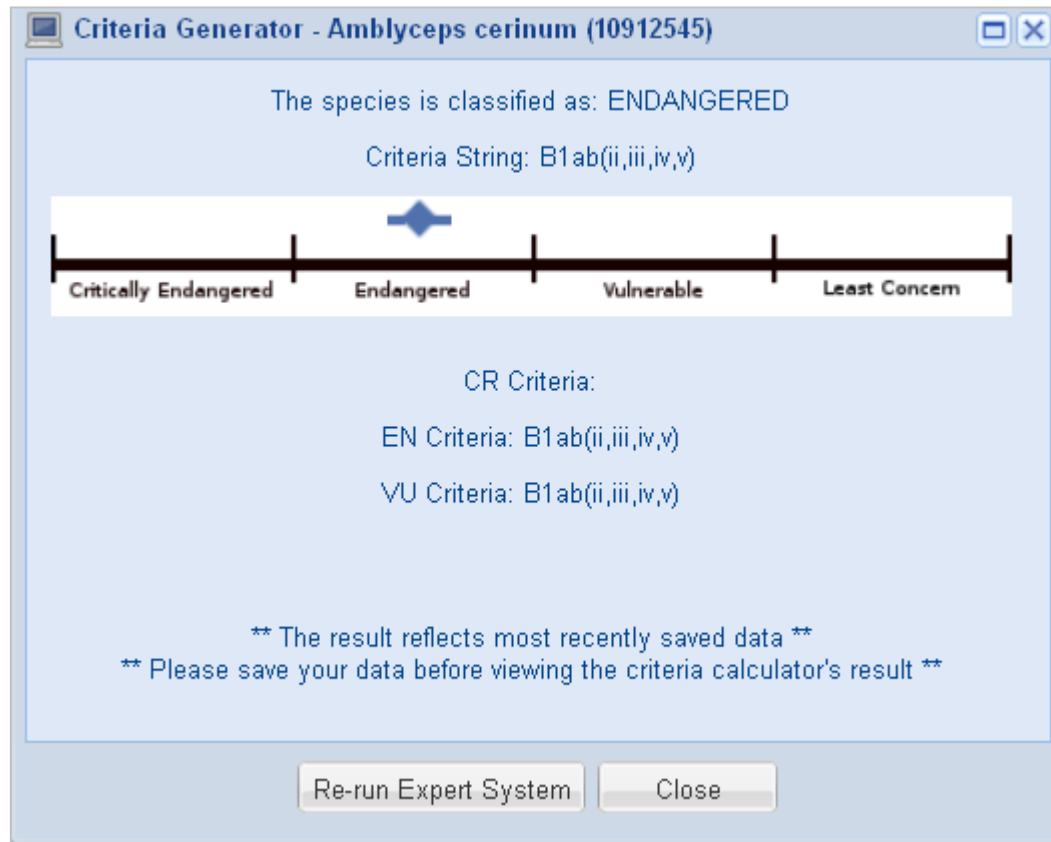 Criteria Generator - Amblyceps cerinum (10912545)
The species is classified as: ENDANGERED
Criteria String: B1ab(ii,iii,iv,v)
Critically Endangered Endangered Vulnerable Least Concern
CR Criteria:
EN Criteria: B1ab(ii,iii,iv,v)
VU Criteria: B1ab(ii,iii,iv,v)
** The result reflects most recently saved data **
** Please save your data before viewing the criteria calculator's result **
Re-run Expert System Close